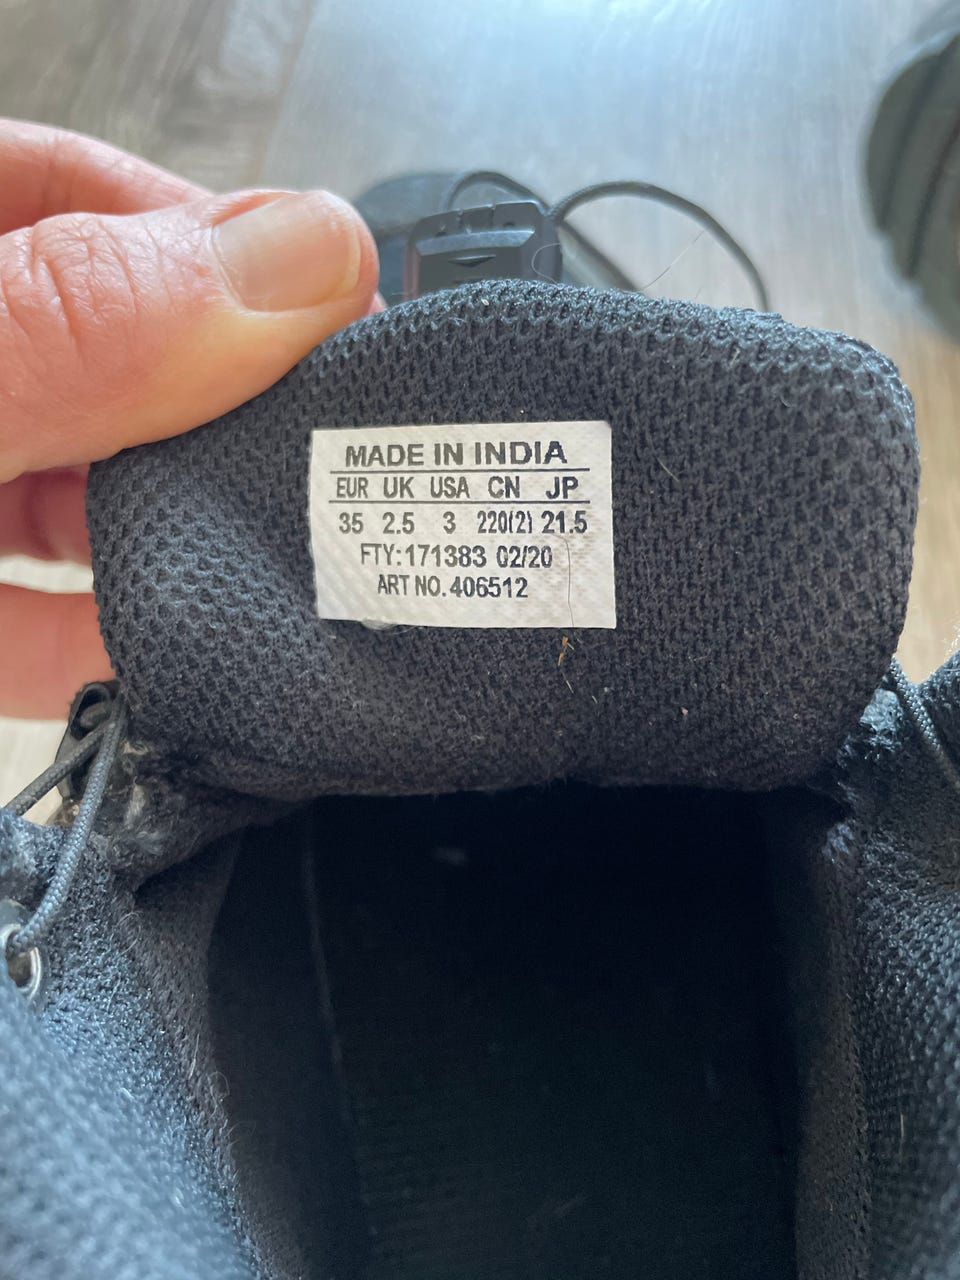 MADE IN INDIA
EUR UK USA CN JP
35 2.5 3 220(2) 21.5
FTY:171383 02/20
ART NO.406512